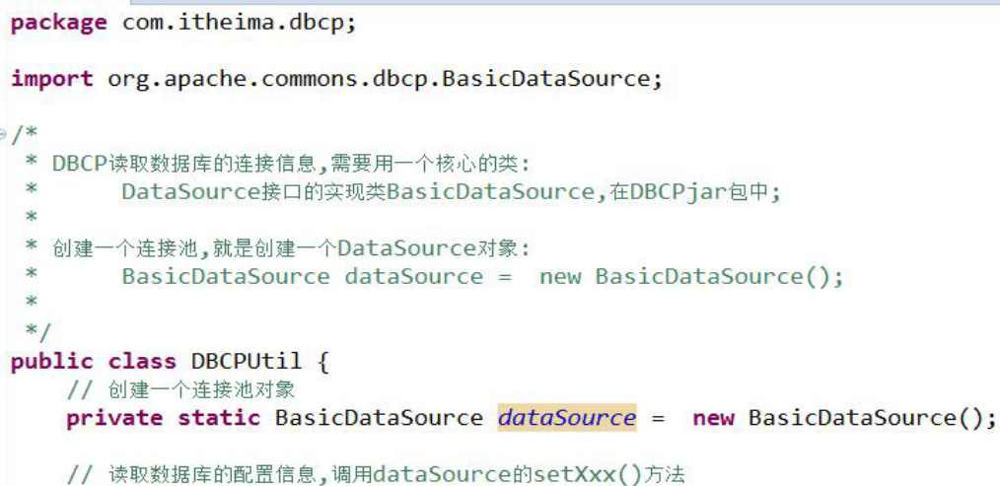 package com.itheima.dbcp;
import org.apache.commons.dbcp.BasicDataSource;
/*
* DBCP读取数据库的连接信息,需要用一个核心的类:
* DataSource接口的实现类BasicDataSource,在DBCPjar包中;
*
* 创建一个连接池,就是创建一个DataSource对象:
* BasicDataSource dataSource = new BasicDataSource();
*
*/
public class DBCPUtil {
// 创建一个连接池对象
private static BasicDataSource dataSource = new BasicDataSource();
// 读取数据库的配置信息,调用dataSource的setXxx()方法